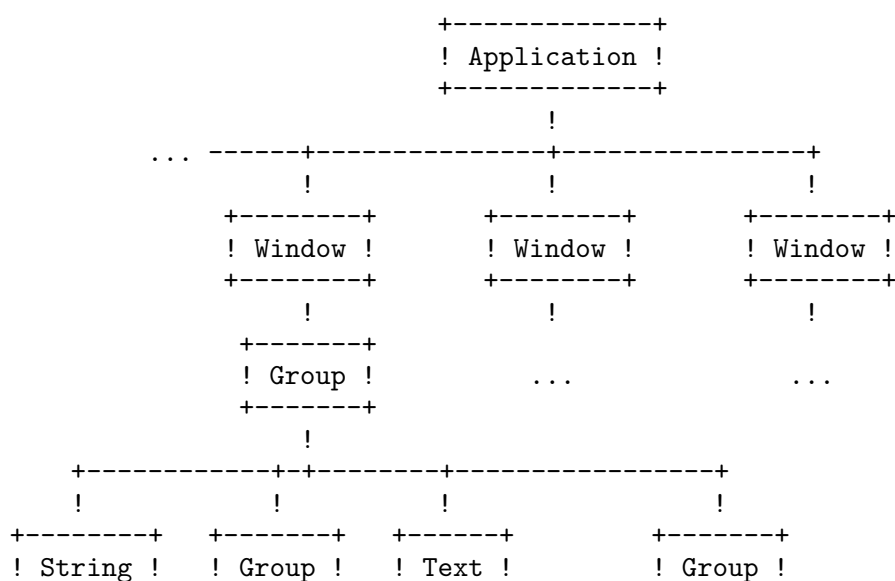 +-------------+
                           ! Application !
                           +-------------+
                                  !
         ... ------+---------------+----------------+
                   !               !                !
              +--------+       +--------+       +--------+
              ! Window !       ! Window !       ! Window !
              +--------+       +--------+       +--------+
                   !               !                !
               +-------+
               ! Group !          ...              ...
               +-------+
                   !
    +------------+-+--------+-----------------+
    !            !          !                 !
+--------+   +-------+   +------+         +-------+
! String !   ! Group !   ! Text !         ! Group !